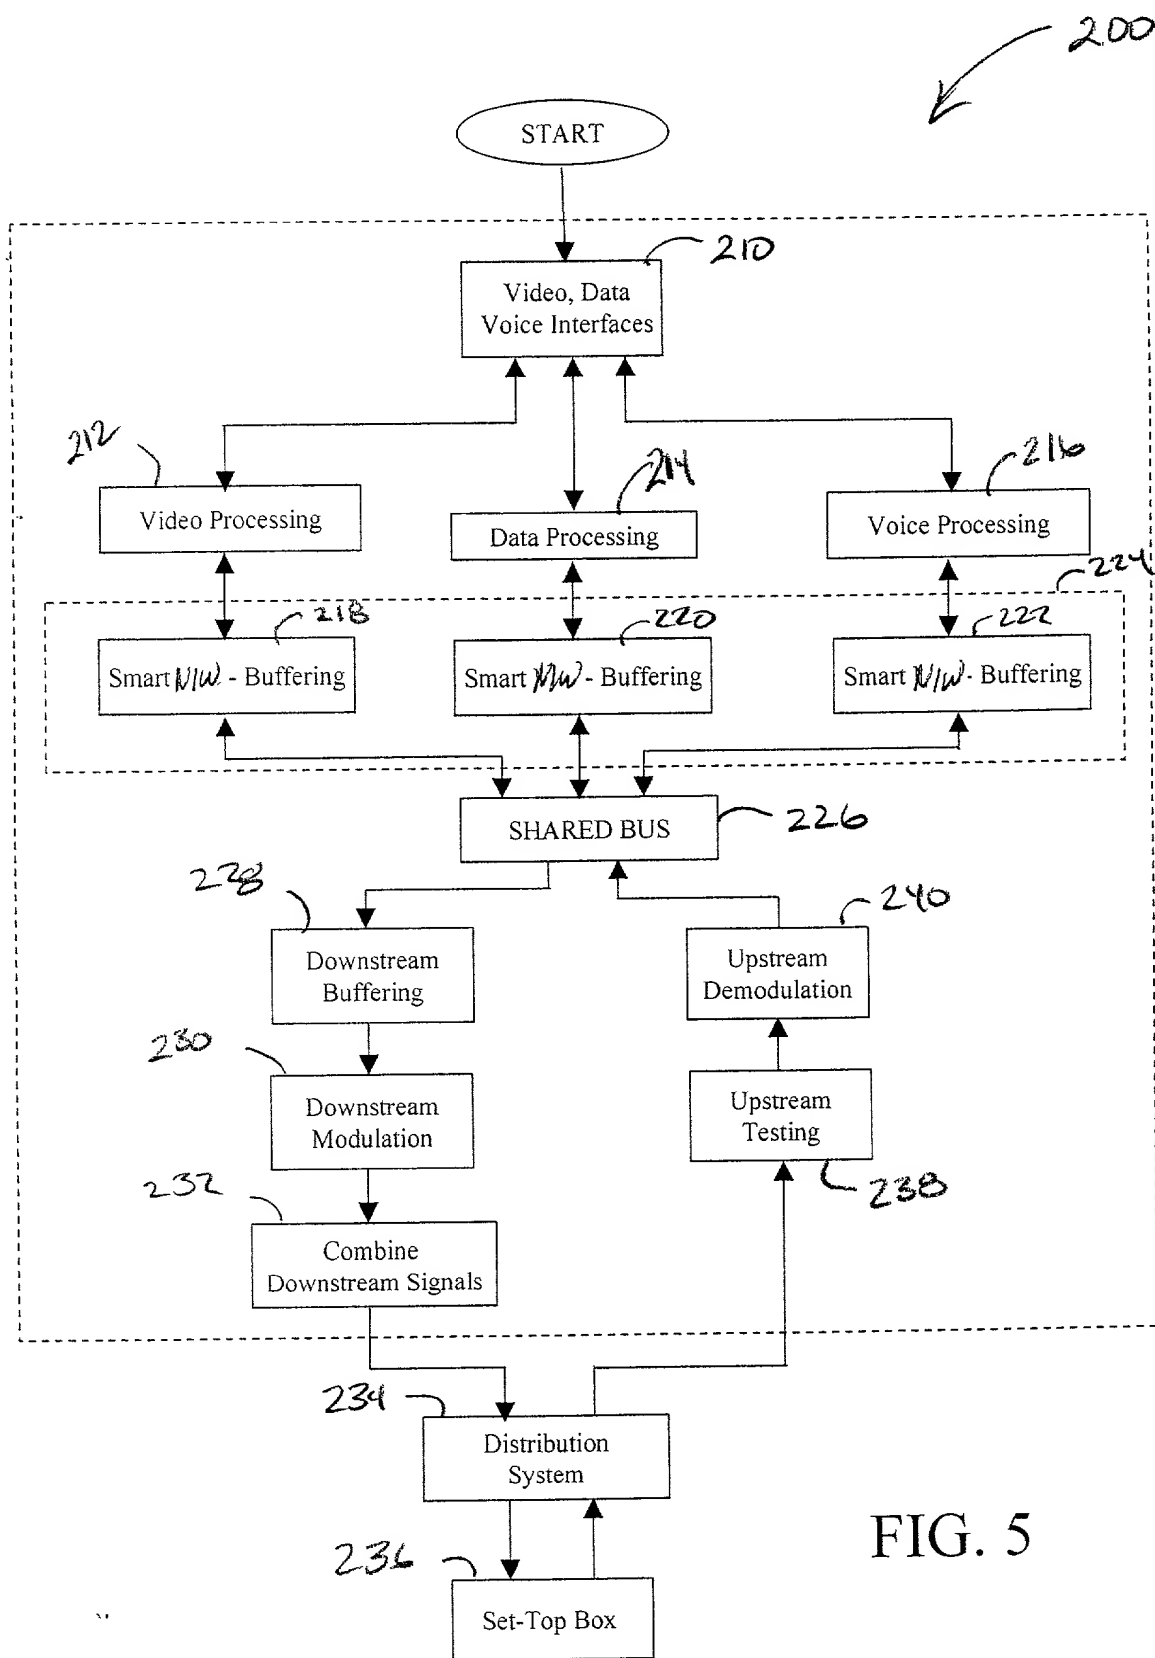 200
START
210
Video, Data
Voice Interfaces
212
214
216
Video Processing
Data Processing
Voice Processing
224
218
220
222
Smart N/W - Buffering
Smart N/W - Buffering
Smart N/W - Buffering
SHARED BUS
226
228
240
Downstream
Buffering
Upstream
Demodulation
230
Downstream
Modulation
Upstream
Testing
232
238
Combine
Downstream Signals
234
Distribution
System
FIG. 5
236
Set-Top Box